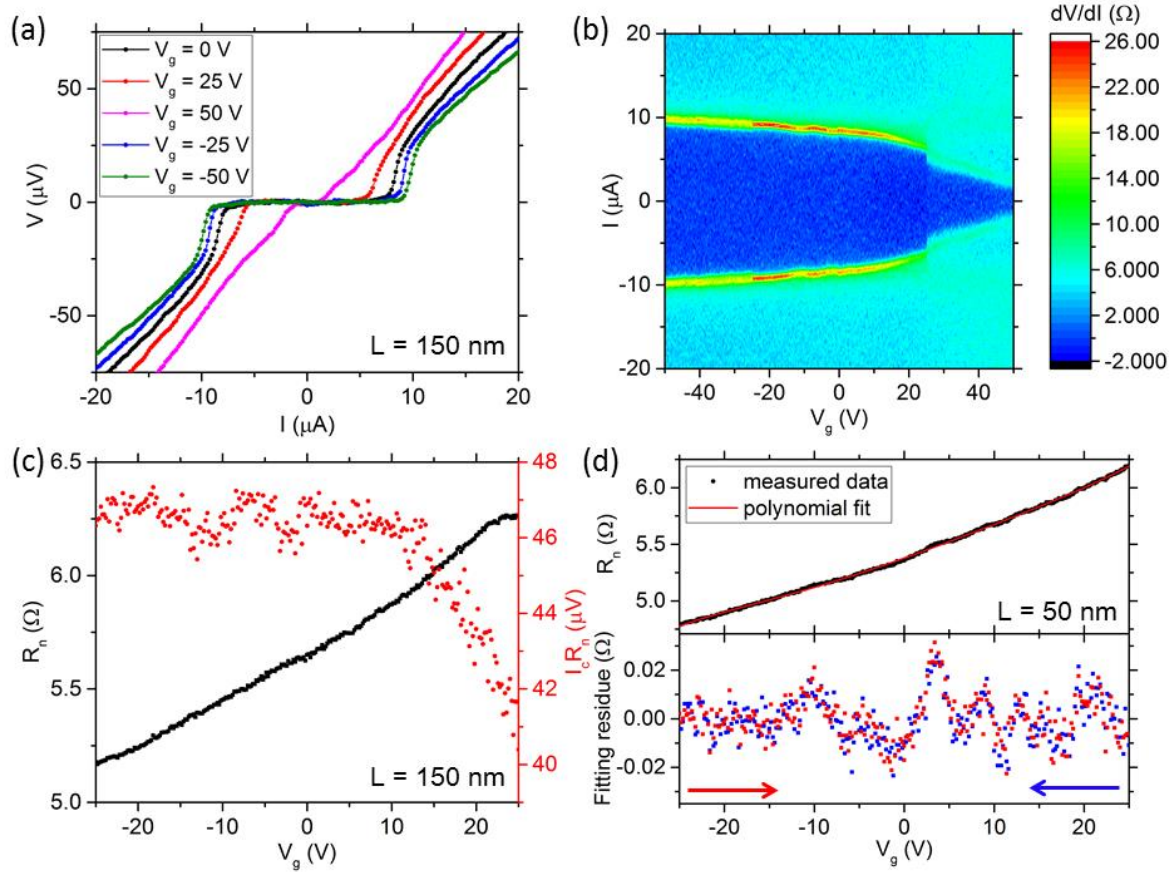 (a)
V_g = 0 V
V_g = 25 V
V_g = 50 V
V_g = -25 V
V_g = -50 V
50
0
-50
V (μV)
L = 150 nm
-20 -10 0 10 20
I (μA)
(b)
20
10
0
-10
-20
I (μA)
-40 -20 0 20 40
V_g (V)
dV/dI (Ω)
26.00
22.00
18.00
14.00
10.00
6.000
2.000
-2.000
(c)
6.5
6.0
5.5
5.0
R_n (Ω)
48
46
44
42
40
I_cR_n (μV)
L = 150 nm
-20 -10 0 10 20
V_g (V)
(d)
measured data
polynomial fit
6.0
5.5
5.0
R_n (Ω)
L = 50 nm
0.02
0.00
-0.02
Fitting residue (Ω)
-20 -10 0 10 20
V_g (V)